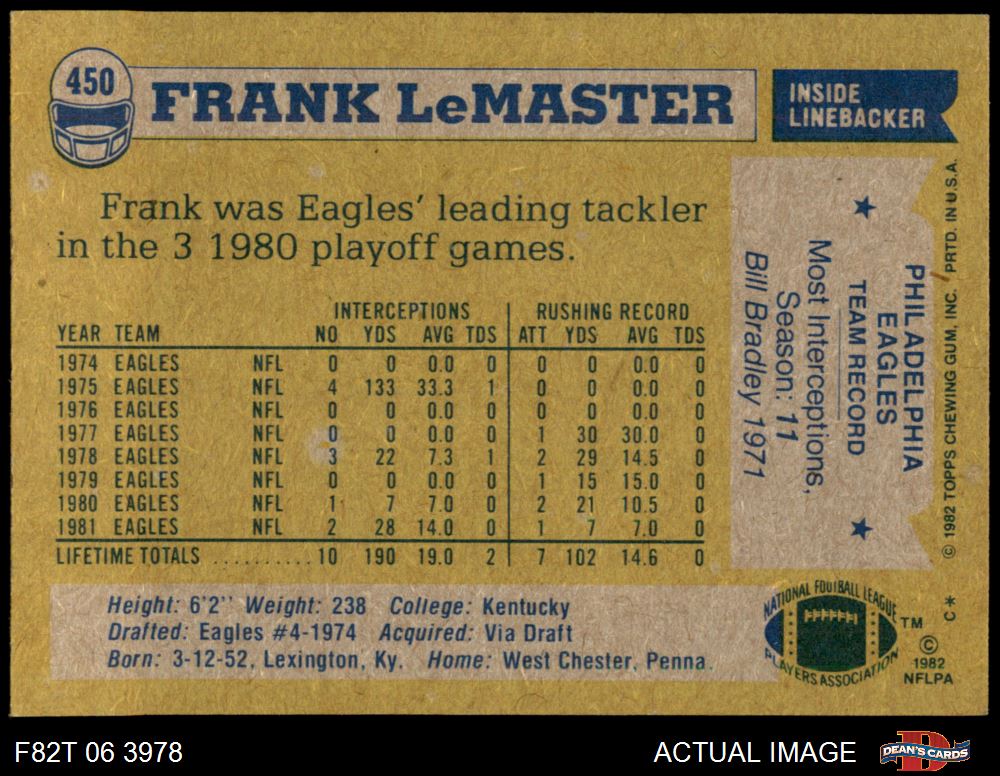 450
FRANK LeMASTER
INSIDE
LINEBACKER
Frank was Eagles' leading tackler
in the 3 1980 playoff games.
INTERCEPTIONS RUSHING RECORD
YEAR TEAM NO YDS AVG TDS ATT YDS AVG TDS
1974 EAGLES NFL 0 0 0.0 0 0 0 0.0 0
1975 EAGLES NFL 4 133 33.3 1 0 0 0.0 0
1976 EAGLES NFL 0 0 0.0 0 0 0 0.0 0
1977 EAGLES NFL 0 0 0.0 0 1 30 30.0 0
1978 EAGLES NFL 3 22 7.3 1 2 29 14.5 0
1979 EAGLES NFL 0 0 0.0 0 1 15 15.0 0
1980 EAGLES NFL 1 7 7.0 0 2 21 10.5 0
1981 EAGLES NFL 2 28 14.0 0 1 7 7.0 0
LIFETIME TOTALS .......... 10 190 19.0 2 7 102 14.6 0
Height: 6'2" Weight: 238 College: Kentucky
Drafted: Eagles #4-1974 Acquired: Via Draft
Born: 3-12-52, Lexington, Ky. Home: West Chester, Penna.
PHILADELPHIA
EAGLES
TEAM RECORD
Most Interceptions,
Season: 11
Bill Bradley 1971
© 1982 TOPPS CHEWING GUM, INC. PRTD. IN U.S.A.
C*
NATIONAL FOOTBALL LEAGUE
PLAYERS ASSOCIATION
TM
©
1982
NFLPA
F82T 06 3978
ACTUAL IMAGE
D
DEAN'S CARDS